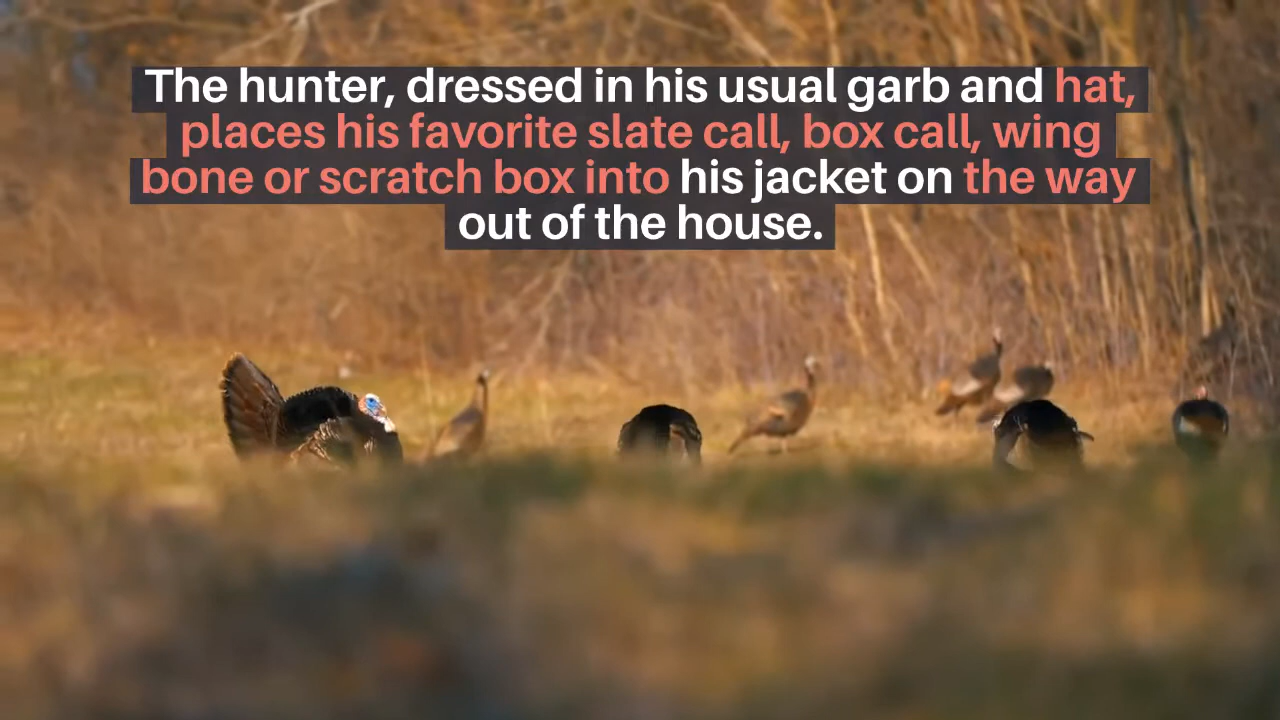 The hunter, dressed in his usual garb and hat,
places his favorite slate call, box call, wing
bone or scratch box into his jacket on the way
out of the house.